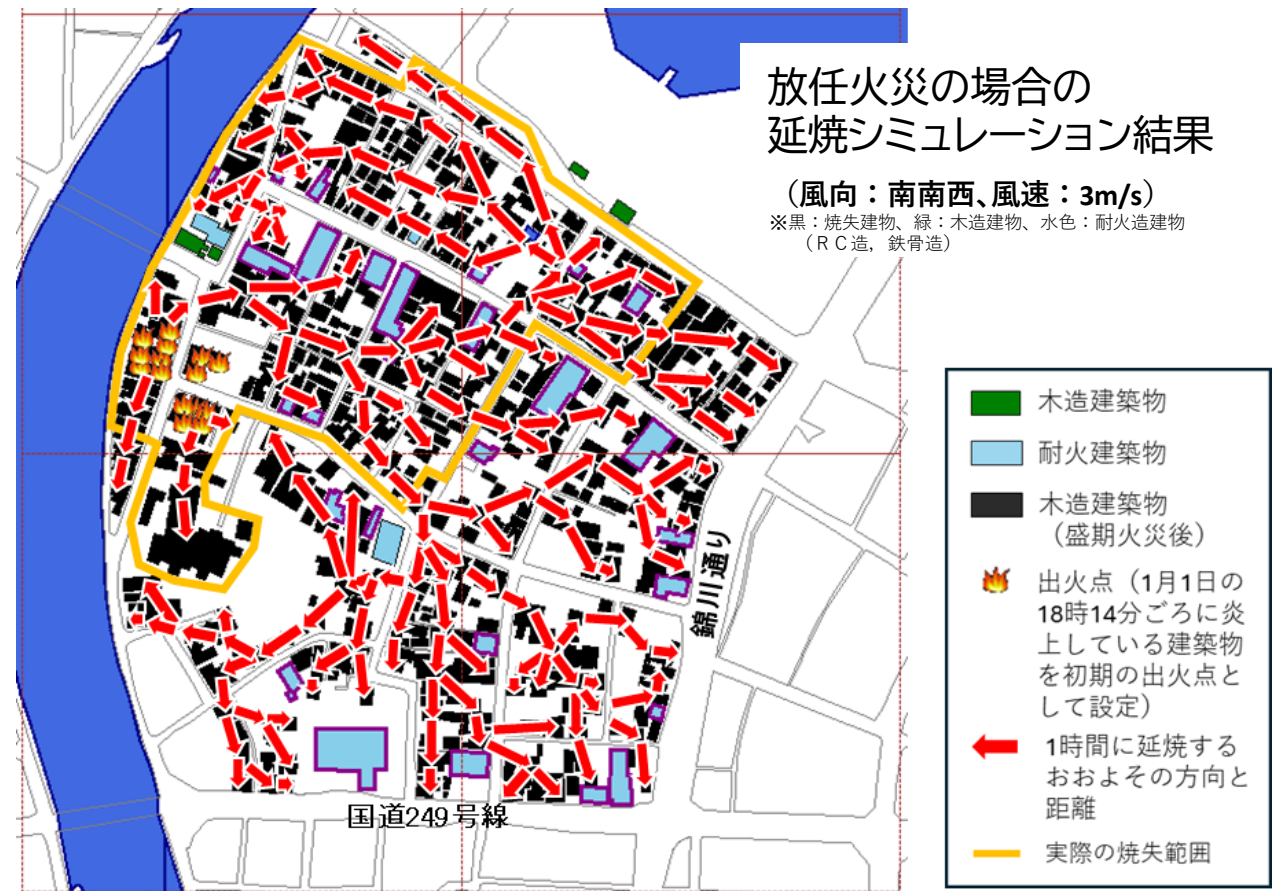 放任火災の場合の
延焼シミュレーション結果
（風向：南南西、風速：3m/s）
※黒：焼失建物、緑：木造建物、水色：耐火造建物
（ＲＣ造，鉄骨造）
木造建築物
耐火建築物
木造建築物
（盛期火災後）
出火点（1月1日の
18時14分ごろに炎
上している建築物
を初期の出火点と
して設定）
1時間に延焼する
おおよその方向と
距離
実際の焼失範囲
錦川通り
国道249号線